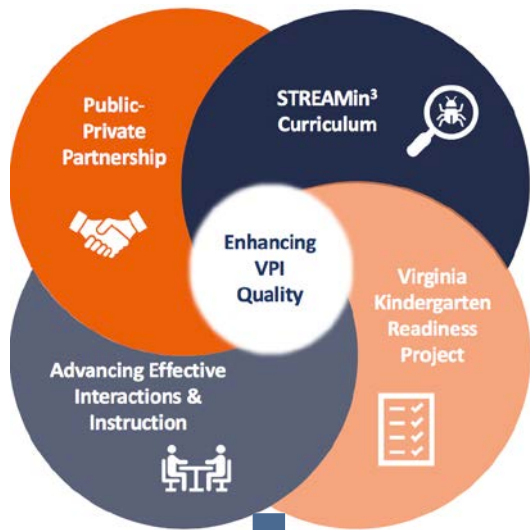 Public-
Private
Partnership
STREAMin³
Curriculum
Enhancing
VPI
Quality
Virginia
Kindergarten
Readiness
Project
Advancing Effective
Interactions &
Instruction